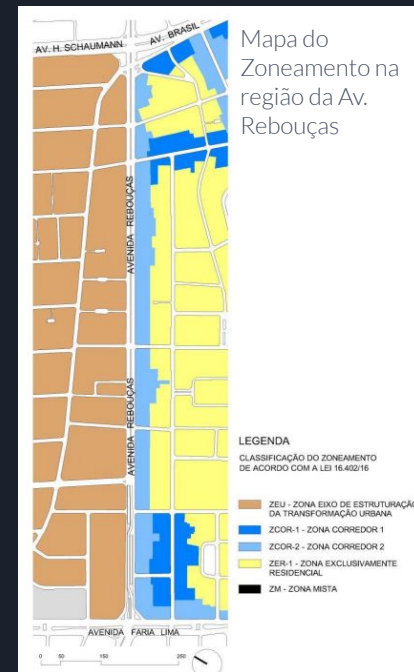 Mapa do
Zoneamento na
região da Av.
Rebouças
AV. H. SCHAUMANN
AV. BRASIL
AVENIDA REBOUÇAS
AVENIDA REBOUÇAS
AVENIDA FARIA LIMA
LEGENDA
CLASSIFICAÇÃO DO ZONEAMENTO
DE ACORDO COM A LEI 16.402/16
ZEU - ZONA EIXO DE ESTRUTURAÇÃO
DA TRANSFORMAÇÃO URBANA
ZCOR-1 - ZONA CORREDOR 1
ZCOR-2 - ZONA CORREDOR 2
ZER-1 - ZONA EXCLUSIVAMENTE
RESIDENCIAL
ZM - ZONA MISTA
0 50 150 250